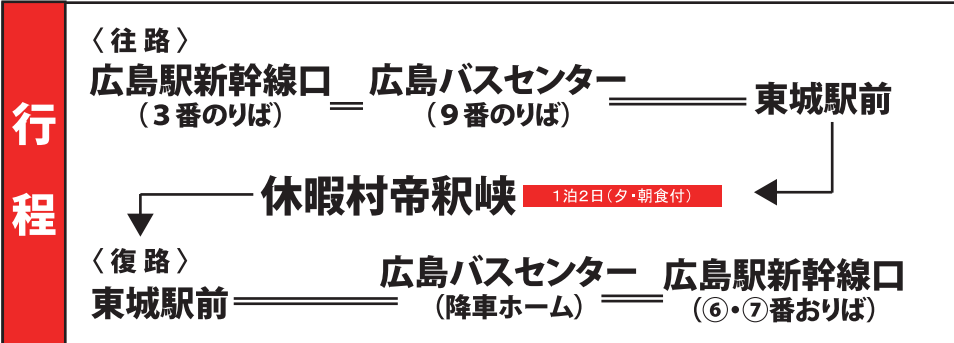 行程
〈往路〉
広島駅新幹線口
(3番のりば)
広島バスセンター
(9番のりば)
東城駅前
休暇村帝釈峡
1泊2日(夕・朝食付)
〈復路〉
東城駅前
広島バスセンター
(降車ホーム)
広島駅新幹線口
(⑥・⑦番おりば)